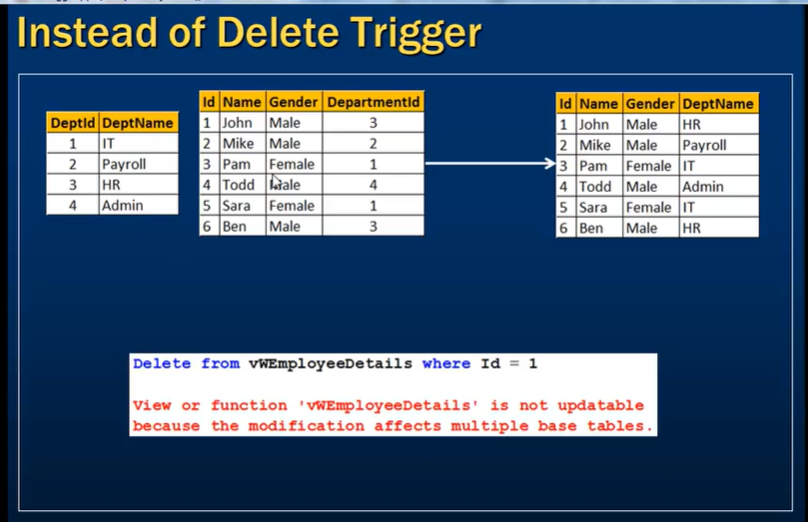 Instead of Delete Trigger
DeptId DeptName
1 IT
2 Payroll
3 HR
4 Admin
Id Name Gender DepartmentId
1 John Male 3
2 Mike Male 2
3 Pam Female 1
4 Todd Male 4
5 Sara Female 1
6 Ben Male 3
Id Name Gender DeptName
1 John Male HR
2 Mike Male Payroll
3 Pam Female IT
4 Todd Male Admin
5 Sara Female IT
6 Ben Male HR
Delete from vWEmployeeDetails where Id = 1
View or function 'vWEmployeeDetails' is not updatable
because the modification affects multiple base tables.